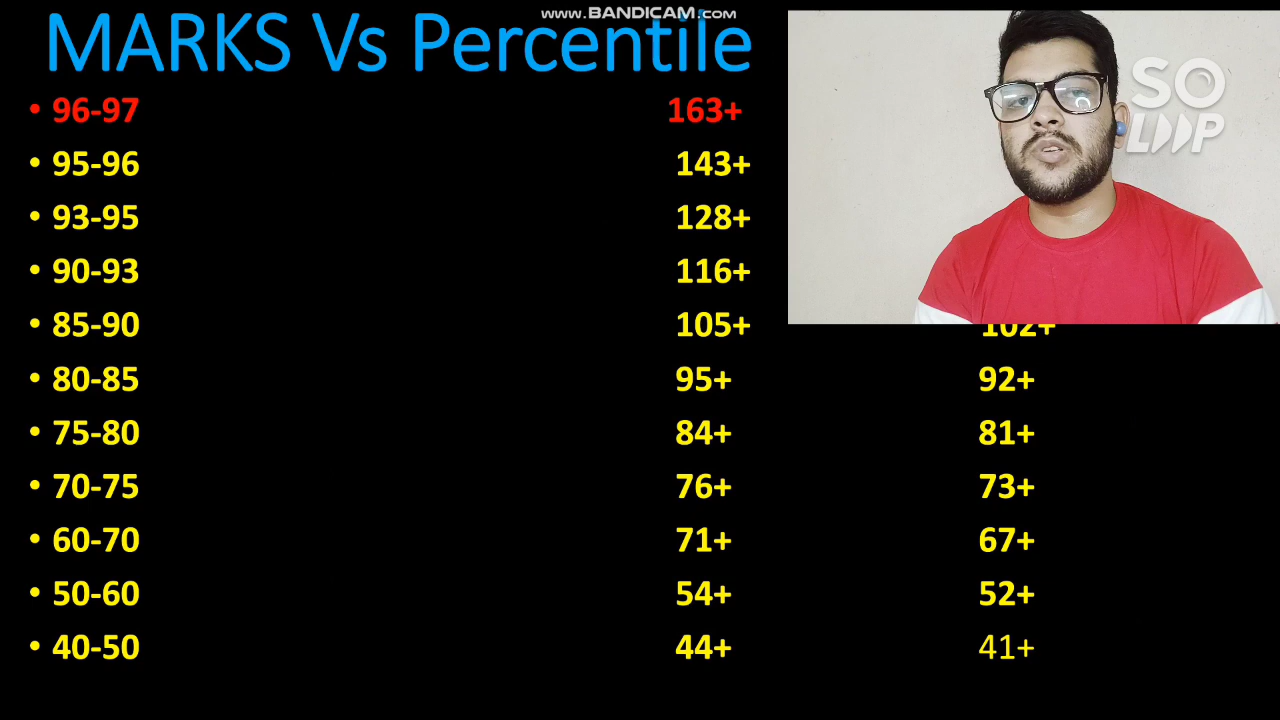 www.BANDICAM.com
MARKS Vs Percentile
SO
LOOP
• 96-97 163+
• 95-96 143+
• 93-95 128+
• 90-93 116+
• 85-90 105+ 102+
• 80-85 95+ 92+
• 75-80 84+ 81+
• 70-75 76+ 73+
• 60-70 71+ 67+
• 50-60 54+ 52+
• 40-50 44+ 41+